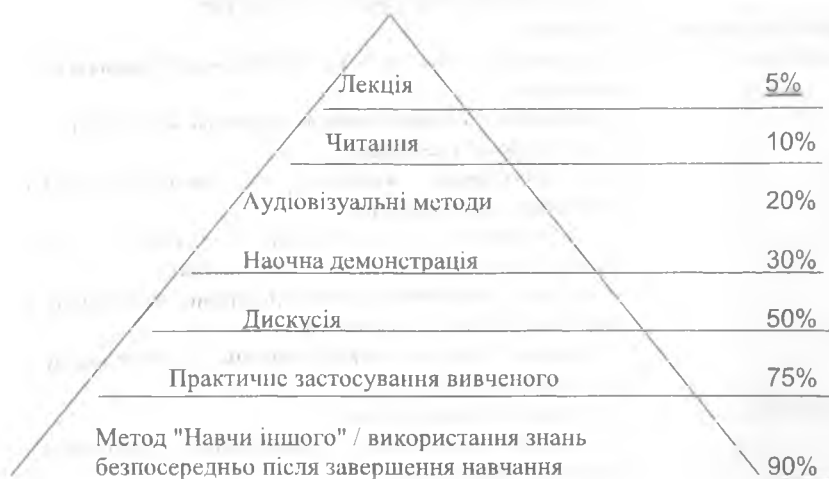 Лекція 5%
Читання 10%
Аудіовізуальні методи 20%
Наочна демонстрація 30%
Дискусія 50%
Практичне застосування вивченого 75%
Метод "Навчи іншого" / використання знань
безпосередньо після завершення навчання 90%